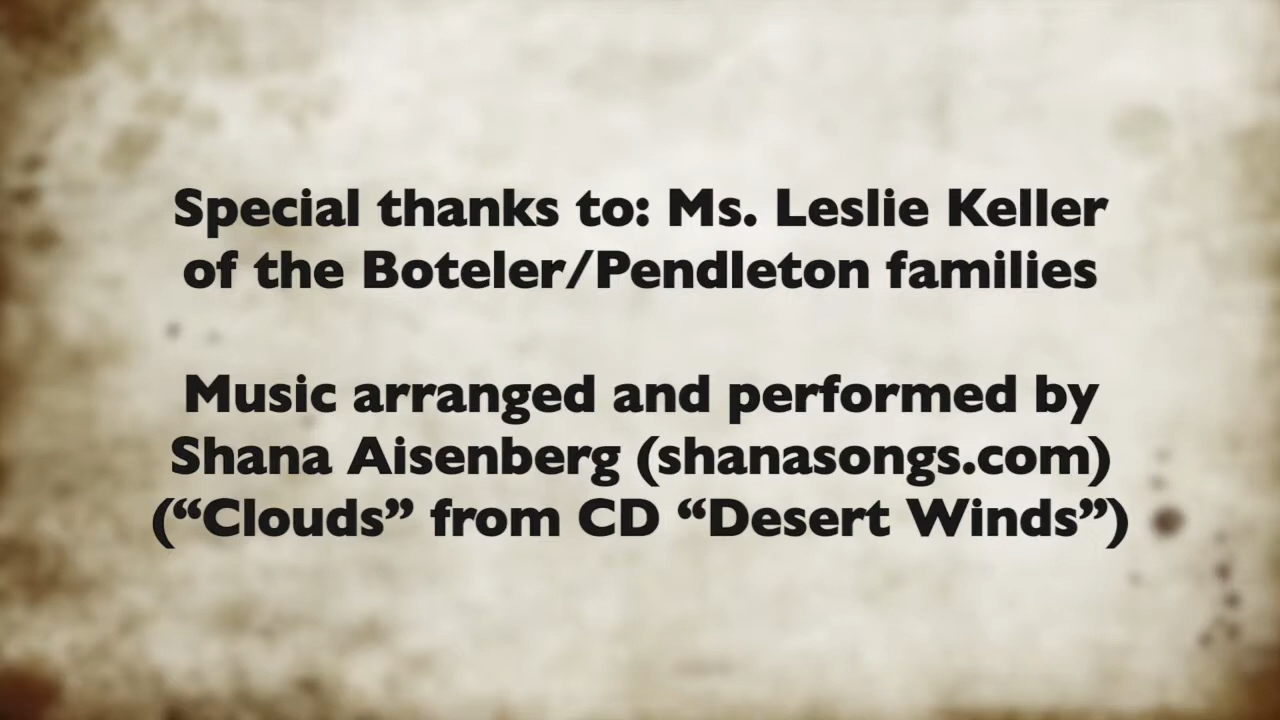 Special thanks to: Ms. Leslie Keller
of the Boteler/Pendleton families
Music arranged and performed by
Shana Aisenberg (shanasongs.com)
(“Clouds” from CD “Desert Winds”)